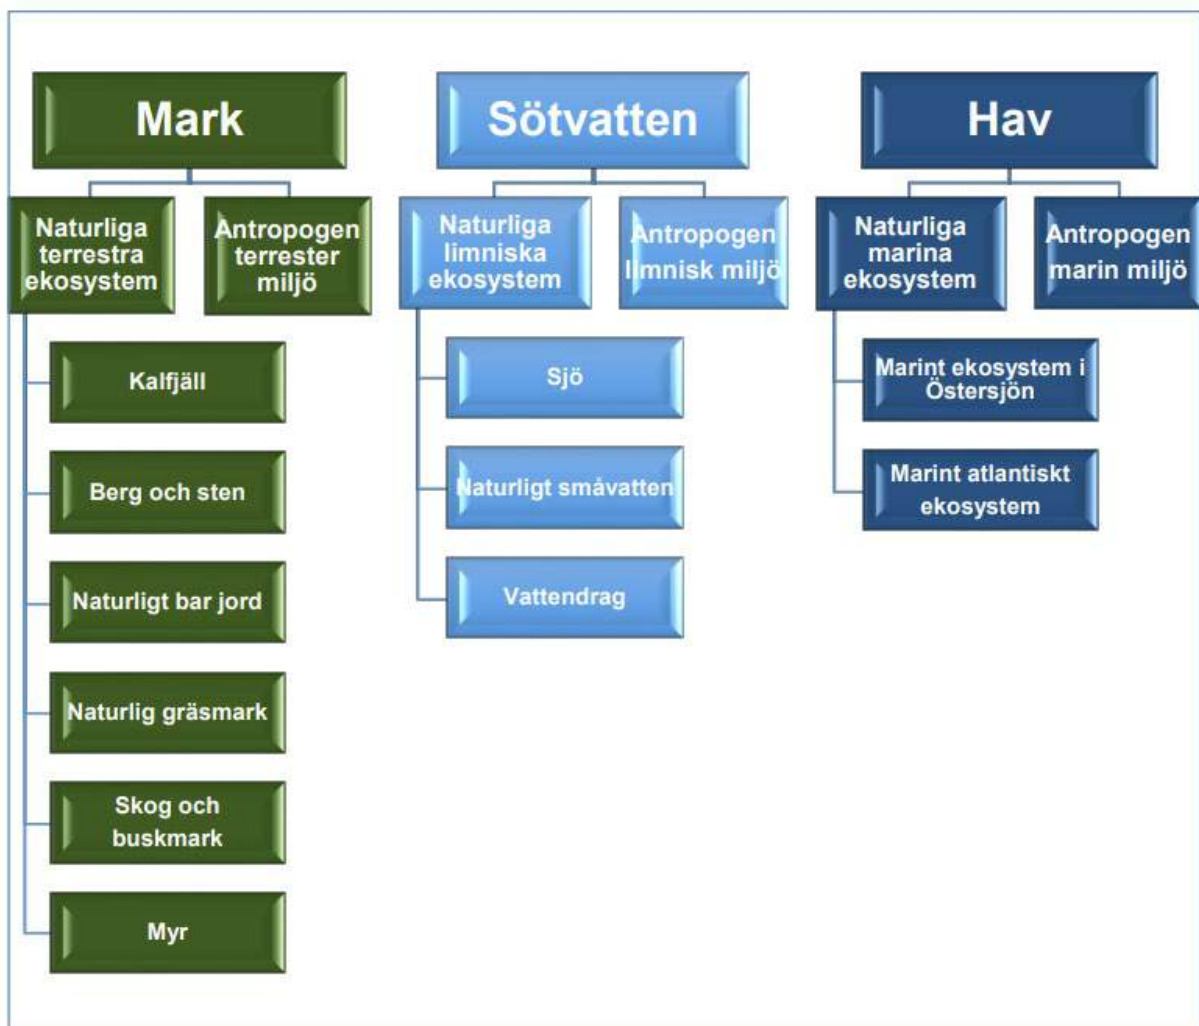 Mark
Sötvatten
Hav
Naturliga
terrestra
ekosystem
Antropogen
terrester
miljö
Naturliga
limniska
ekosystem
Antropogen
limnisk miljö
Naturliga
marina
ekosystem
Antropogen
marin miljö
Kalfjäll
Berg och sten
Naturligt bar jord
Naturlig gräsmark
Skog och
buskmark
Myr
Sjö
Naturligt småvatten
Vattendrag
Marint ekosystem i
Östersjön
Marint atlantiskt
ekosystem